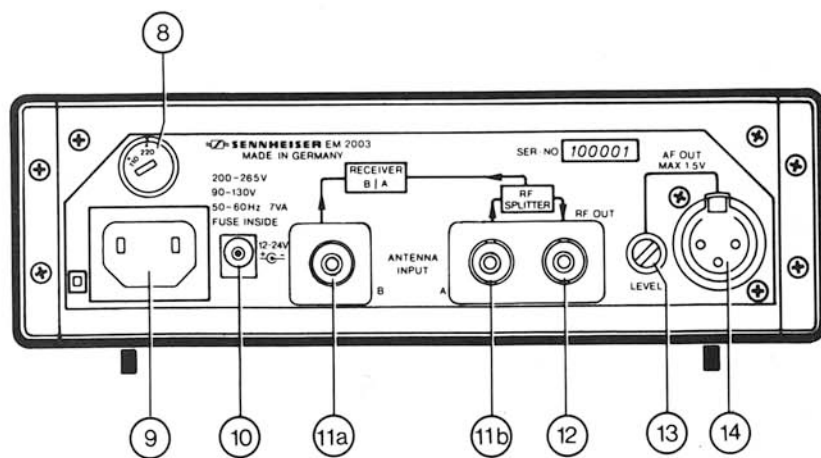 8
110 220
SENNHEISER EM 2003
MADE IN GERMANY
SER. NO 100001
AF OUT
MAX 1.5V
200-265V
90-130V
50-60Hz 7VA
FUSE INSIDE
RECEIVER
B | A
RF
SPLITTER
RF OUT
12-24V
+ -
ANTENNA
INPUT
B
A
LEVEL
9
10
11a
11b
12
13
14